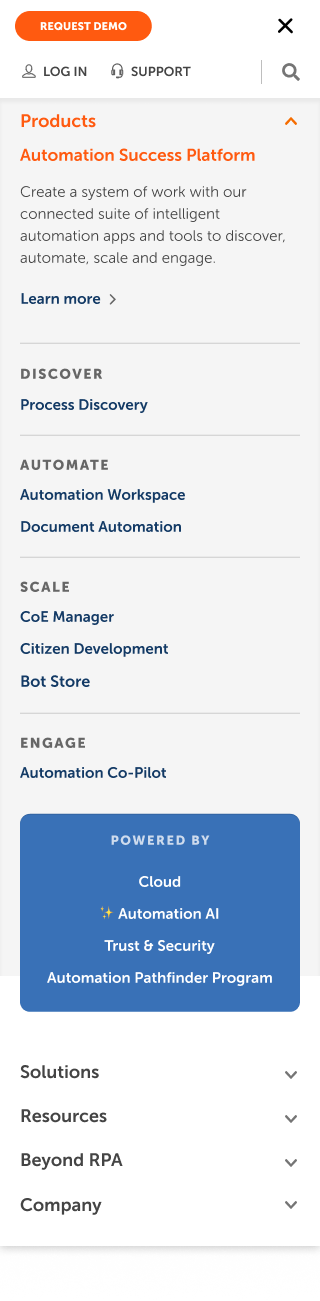 REQUEST DEMO
LOG IN
SUPPORT
Products
Automation Success Platform
Create a system of work with our
connected suite of intelligent
automation apps and tools to discover,
automate, scale and engage.
Learn more
DISCOVER
Process Discovery
AUTOMATE
Automation Workspace
Document Automation
SCALE
CoE Manager
Citizen Development
Bot Store
ENGAGE
Automation Co-Pilot
POWERED BY
Cloud
✨ Automation AI
Trust & Security
Automation Pathfinder Program
Solutions
Resources
Beyond RPA
Company